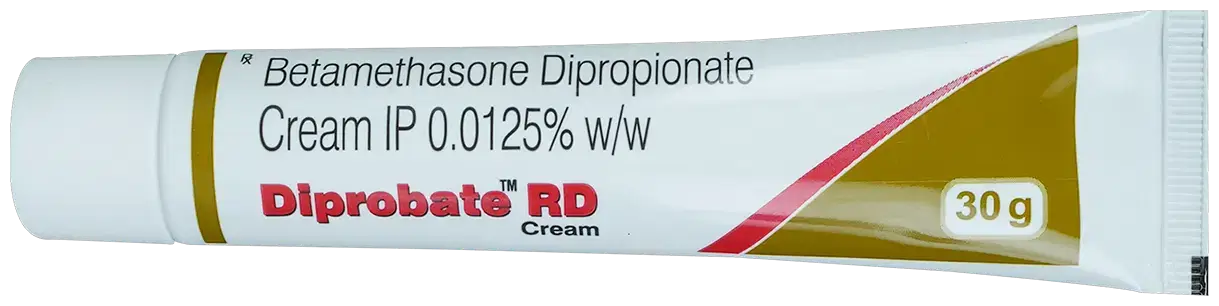 ℞ Betamethasone Dipropionate
Cream IP 0.0125% w/w
Diprobate™ RD
Cream
30 g